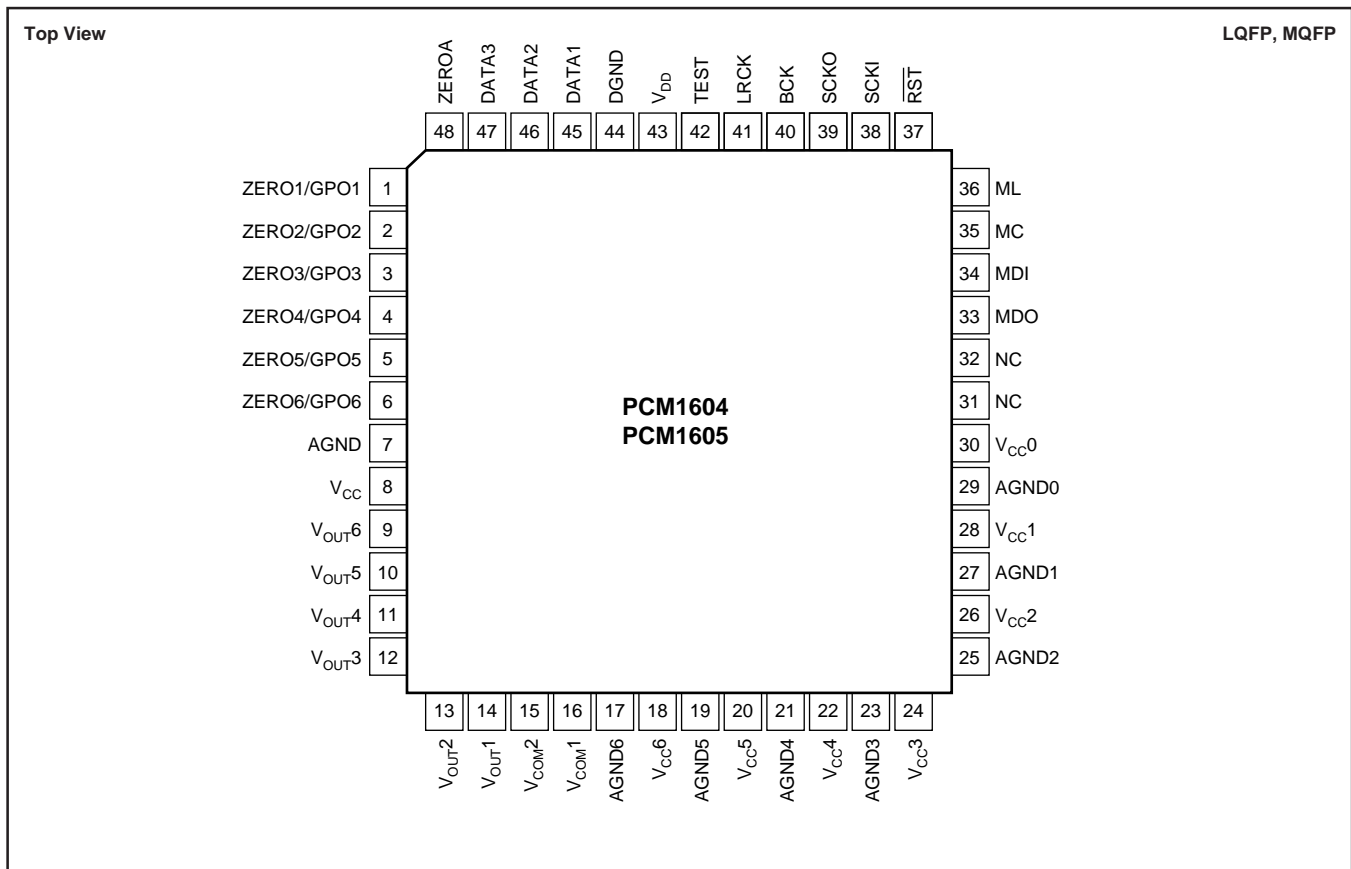 Top View
LQFP, MQFP
ZEROA DATA3 DATA2 DATA1 DGND VDD TEST LRCK BCK SCKO SCKI RST
48 47 46 45 44 43 42 41 40 39 38 37
ZERO1/GPO1 1
ZERO2/GPO2 2
ZERO3/GPO3 3
ZERO4/GPO4 4
ZERO5/GPO5 5
ZERO6/GPO6 6
AGND 7
VCC 8
VOUT6 9
VOUT5 10
VOUT4 11
VOUT3 12
PCM1604
PCM1605
36 ML
35 MC
34 MDI
33 MDO
32 NC
31 NC
30 VCC0
29 AGND0
28 VCC1
27 AGND1
26 VCC2
25 AGND2
13 14 15 16 17 18 19 20 21 22 23 24
VOUT2 VOUT1 VCOM2 VCOM1 AGND6 VCC6 AGND5 VCC5 AGND4 VCC4 AGND3 VCC3